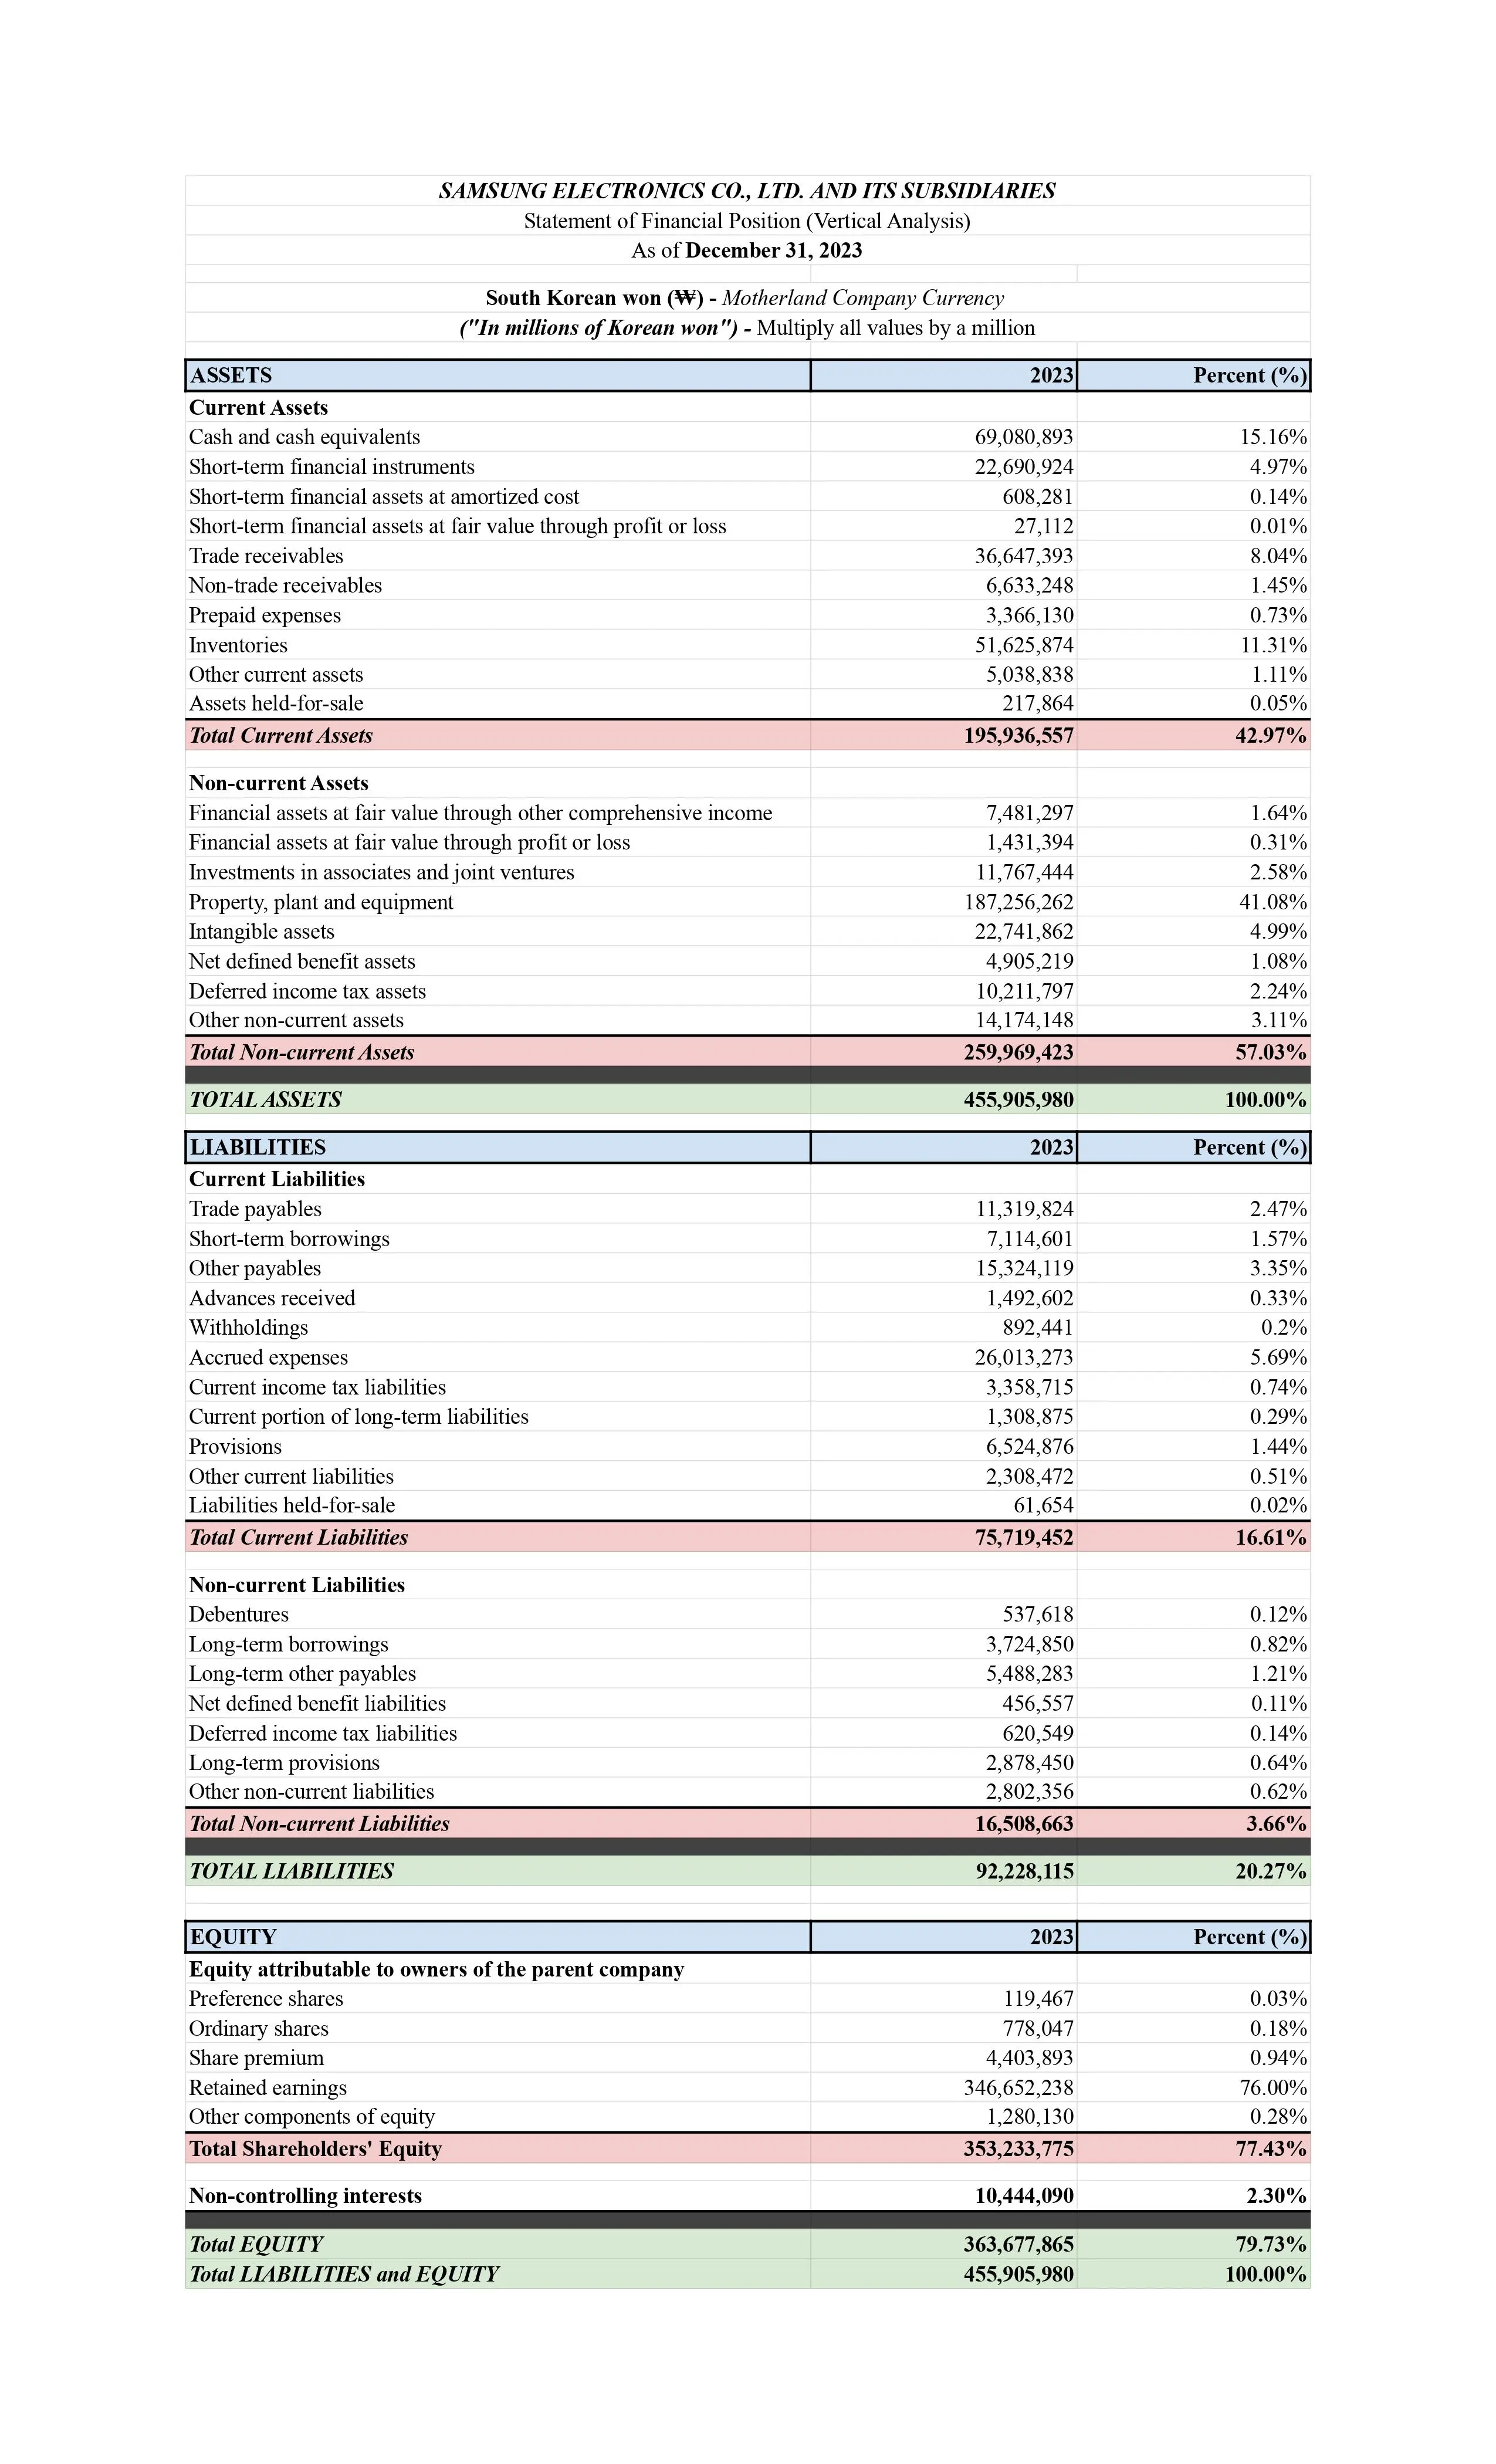 SAMSUNG ELECTRONICS CO., LTD. AND ITS SUBSIDIARIES
Statement of Financial Position (Vertical Analysis)
As of December 31, 2023
South Korean won (₩) - Motherland Company Currency
("In millions of Korean won") - Multiply all values by a million
ASSETS 2023 Percent (%)
Current Assets
Cash and cash equivalents 69,080,893 15.16%
Short-term financial instruments 22,690,924 4.97%
Short-term financial assets at amortized cost 608,281 0.14%
Short-term financial assets at fair value through profit or loss 27,112 0.01%
Trade receivables 36,647,393 8.04%
Non-trade receivables 6,633,248 1.45%
Prepaid expenses 3,366,130 0.73%
Inventories 51,625,874 11.31%
Other current assets 5,038,838 1.11%
Assets held-for-sale 217,864 0.05%
Total Current Assets 195,936,557 42.97%
Non-current Assets
Financial assets at fair value through other comprehensive income 7,481,297 1.64%
Financial assets at fair value through profit or loss 1,431,394 0.31%
Investments in associates and joint ventures 11,767,444 2.58%
Property, plant and equipment 187,256,262 41.08%
Intangible assets 22,741,862 4.99%
Net defined benefit assets 4,905,219 1.08%
Deferred income tax assets 10,211,797 2.24%
Other non-current assets 14,174,148 3.11%
Total Non-current Assets 259,969,423 57.03%
TOTAL ASSETS 455,905,980 100.00%
LIABILITIES 2023 Percent (%)
Current Liabilities
Trade payables 11,319,824 2.47%
Short-term borrowings 7,114,601 1.57%
Other payables 15,324,119 3.35%
Advances received 1,492,602 0.33%
Withholdings 892,441 0.2%
Accrued expenses 26,013,273 5.69%
Current income tax liabilities 3,358,715 0.74%
Current portion of long-term liabilities 1,308,875 0.29%
Provisions 6,524,876 1.44%
Other current liabilities 2,308,472 0.51%
Liabilities held-for-sale 61,654 0.02%
Total Current Liabilities 75,719,452 16.61%
Non-current Liabilities
Debentures 537,618 0.12%
Long-term borrowings 3,724,850 0.82%
Long-term other payables 5,488,283 1.21%
Net defined benefit liabilities 456,557 0.11%
Deferred income tax liabilities 620,549 0.14%
Long-term provisions 2,878,450 0.64%
Other non-current liabilities 2,802,356 0.62%
Total Non-current Liabilities 16,508,663 3.66%
TOTAL LIABILITIES 92,228,115 20.27%
EQUITY 2023 Percent (%)
Equity attributable to owners of the parent company
Preference shares 119,467 0.03%
Ordinary shares 778,047 0.18%
Share premium 4,403,893 0.94%
Retained earnings 346,652,238 76.00%
Other components of equity 1,280,130 0.28%
Total Shareholders' Equity 353,233,775 77.43%
Non-controlling interests 10,444,090 2.30%
Total EQUITY 363,677,865 79.73%
Total LIABILITIES and EQUITY 455,905,980 100.00%